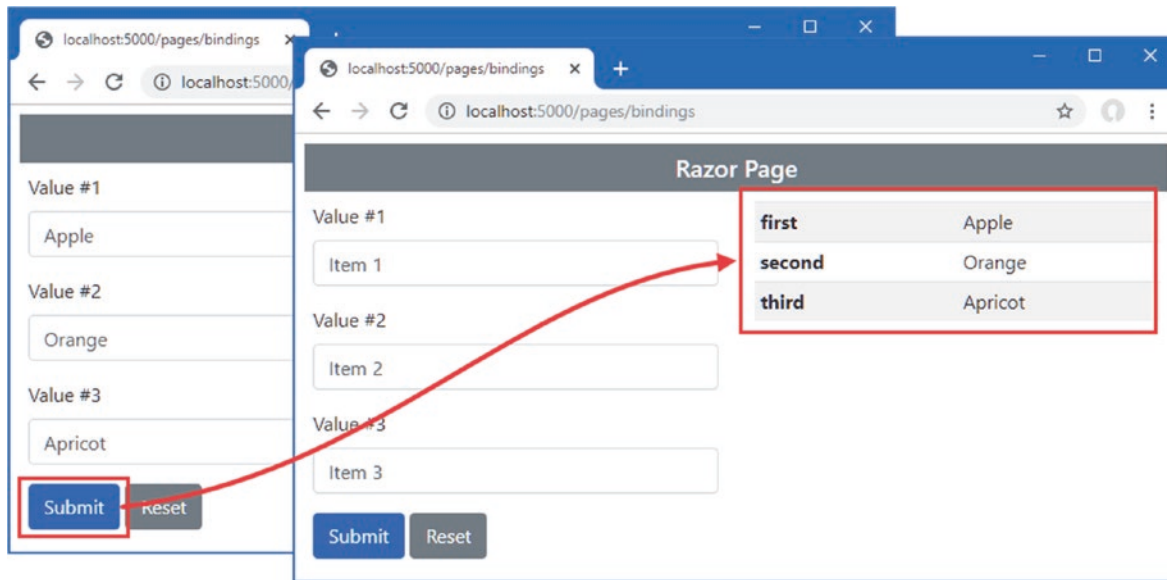 localhost:5000/pages/bindings
localhost:5000/
Value #1
Apple
Value #2
Orange
Value #3
Apricot
Submit
Reset
localhost:5000/pages/bindings
localhost:5000/pages/bindings
Razor Page
Value #1
Item 1
Value #2
Item 2
Value #3
Item 3
Submit Reset
first Apple
second Orange
third Apricot